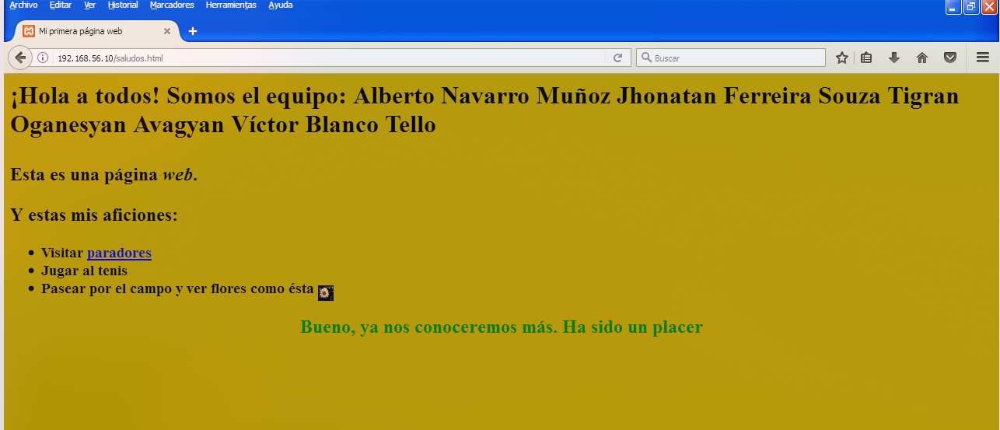 Archivo Editar Ver Historial Marcadores Herramientas Ayuda
Mi primera página web
192.168.56.10/saludos.html
Buscar
¡Hola a todos! Somos el equipo: Alberto Navarro Muñoz Jhonatan Ferreira Souza Tigran
Oganesyan Avagyan Víctor Blanco Tello
Esta es una página web.
Y estas mis aficiones:
Visitar paradores
Jugar al tenis
Pasear por el campo y ver flores como ésta
Bueno, ya nos conoceremos más. Ha sido un placer